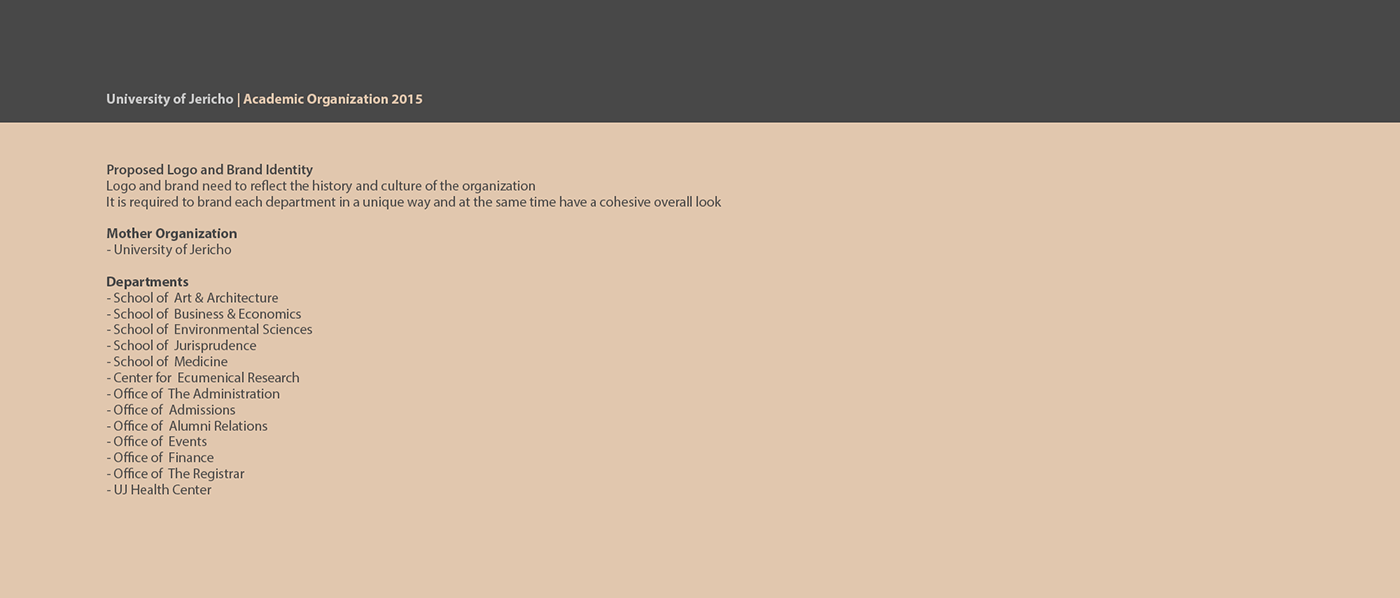 University of Jericho | Academic Organization 2015
Proposed Logo and Brand Identity
Logo and brand need to reflect the history and culture of the organization
It is required to brand each department in a unique way and at the same time have a cohesive overall look
Mother Organization
- University of Jericho
Departments
- School of  Art & Architecture
- School of  Business & Economics
- School of  Environmental Sciences
- School of  Jurisprudence
- School of  Medicine
- Center for  Ecumenical Research
- Office of  The Administration
- Office of  Admissions
- Office of  Alumni Relations
- Office of  Events
- Office of  Finance
- Office of  The Registrar
- UJ Health Center